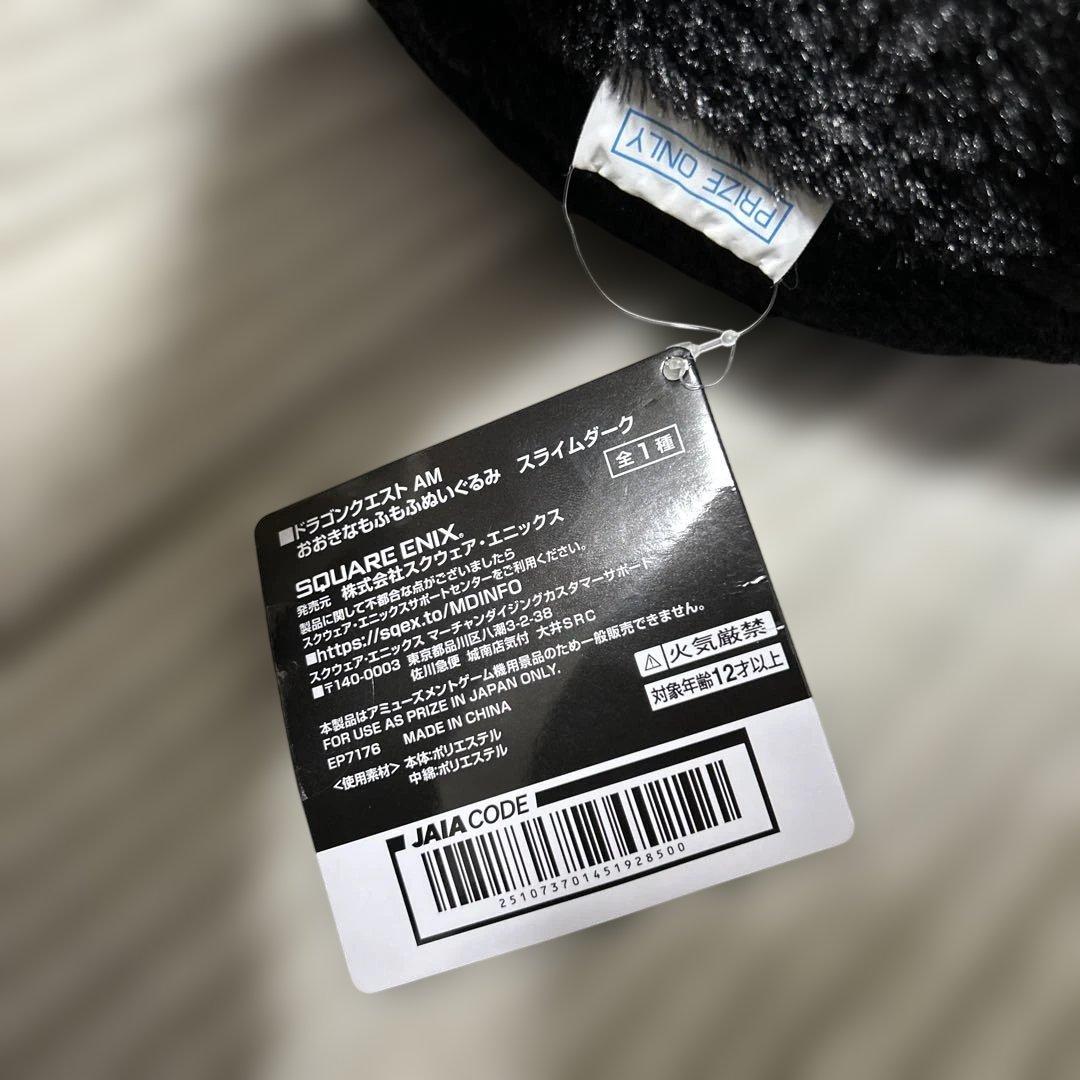 PRIZE ONLY
■ドラゴンクエスト AM
おおきなもふもふぬいぐるみ スライムダーク
全1種
SQUARE ENIX®
発売元 株式会社スクウェア・エニックス
製品に関して不都合な点がございましたら
スクウェア・エニックスサポートセンターをご利用ください。
■https://sqex.to/MDINFO
スクウェア・エニックス マーチャンダイジングカスタマーサポート
■〒140-0003 東京都品川区八潮3-2-38
佐川急便 城南店気付 大井SRC
本製品はアミューズメントゲーム機用景品のため一般販売できません。
FOR USE AS PRIZE IN JAPAN ONLY.
EP7176 MADE IN CHINA
<使用素材> 本体:ポリエステル
中綿:ポリエステル
⚠火気厳禁
対象年齢12才以上
JAIA CODE
251073701451928500